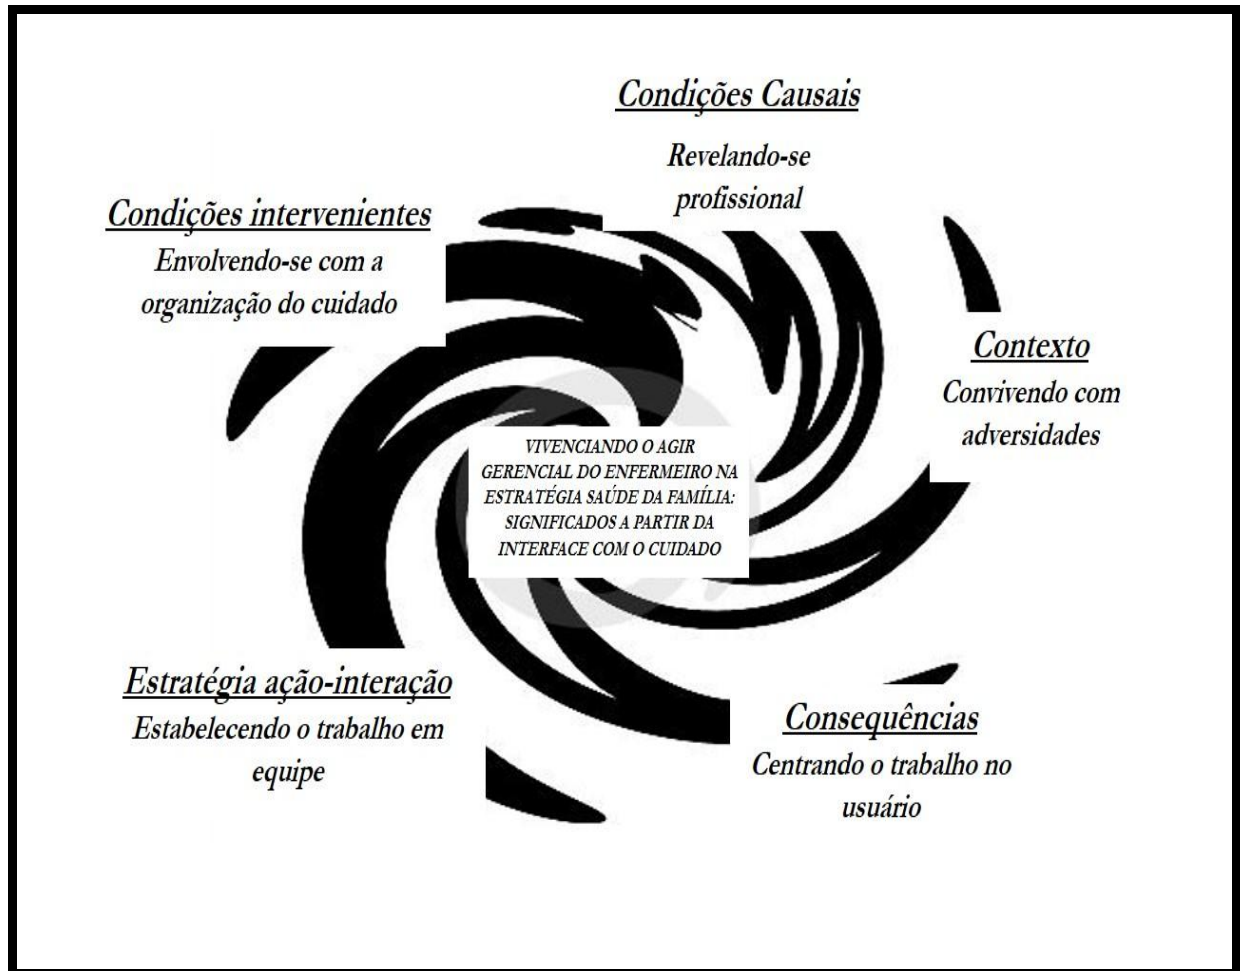 Condições Causais
Revelando-se
profissional
Condições intervenientes
Envolvendo-se com a
organização do cuidado
Contexto
Convivendo com
adversidades
VIVENCIANDO O AGIR
GERENCIAL DO ENFERMEIRO NA
ESTRATÉGIA SAÚDE DA FAMÍLIA:
SIGNIFICADOS A PARTIR DA
INTERFACE COM O CUIDADO
Estratégia ação-interação
Estabelecendo o trabalho em
equipe
Consequências
Centrando o trabalho no
usuário